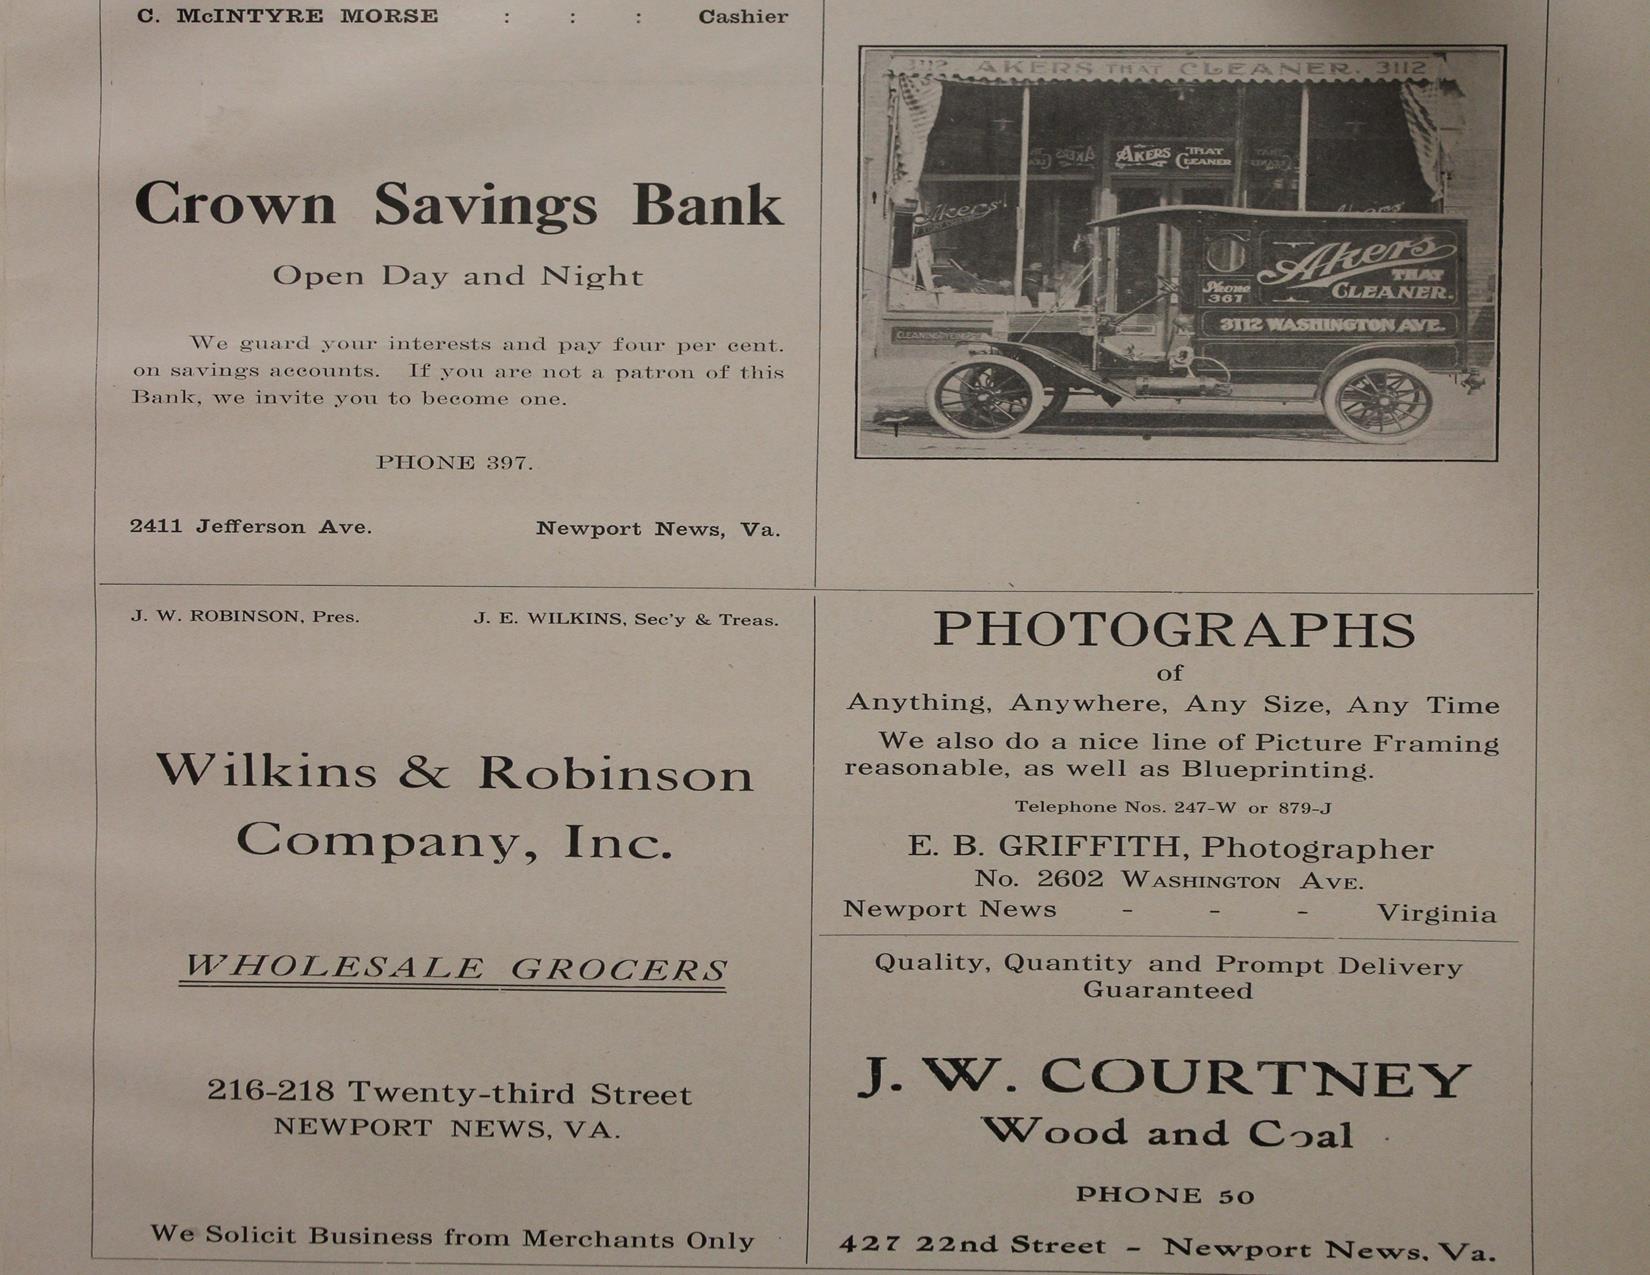 C. McINTYRE MORSE : : : Cashier
Crown Savings Bank
Open Day and Night
We guard your interests and pay four per cent.
on savings accounts. If you are not a patron of this
Bank, we invite you to become one.
PHONE 397.
2411 Jefferson Ave. Newport News, Va.
3112 AKERS THAT CLEANER. 3112
AKERS THAT CLEANER
Akers
Akers
THAT
CLEANER.
Phone
367
3112 WASHINGTON AVE.
J. W. ROBINSON, Pres. J. E. WILKINS, Sec'y & Treas.
Wilkins & Robinson
Company, Inc.
WHOLESALE GROCERS
216-218 Twenty-third Street
NEWPORT NEWS, VA.
We Solicit Business from Merchants Only
PHOTOGRAPHS
of
Anything, Anywhere, Any Size, Any Time
We also do a nice line of Picture Framing
reasonable, as well as Blueprinting.
Telephone Nos. 247-W or 879-J
E. B. GRIFFITH, Photographer
No. 2602 WASHINGTON AVE.
Newport News - - - Virginia
Quality, Quantity and Prompt Delivery
Guaranteed
J. W. COURTNEY
Wood and Coal
PHONE 50
427 22nd Street - Newport News, Va.